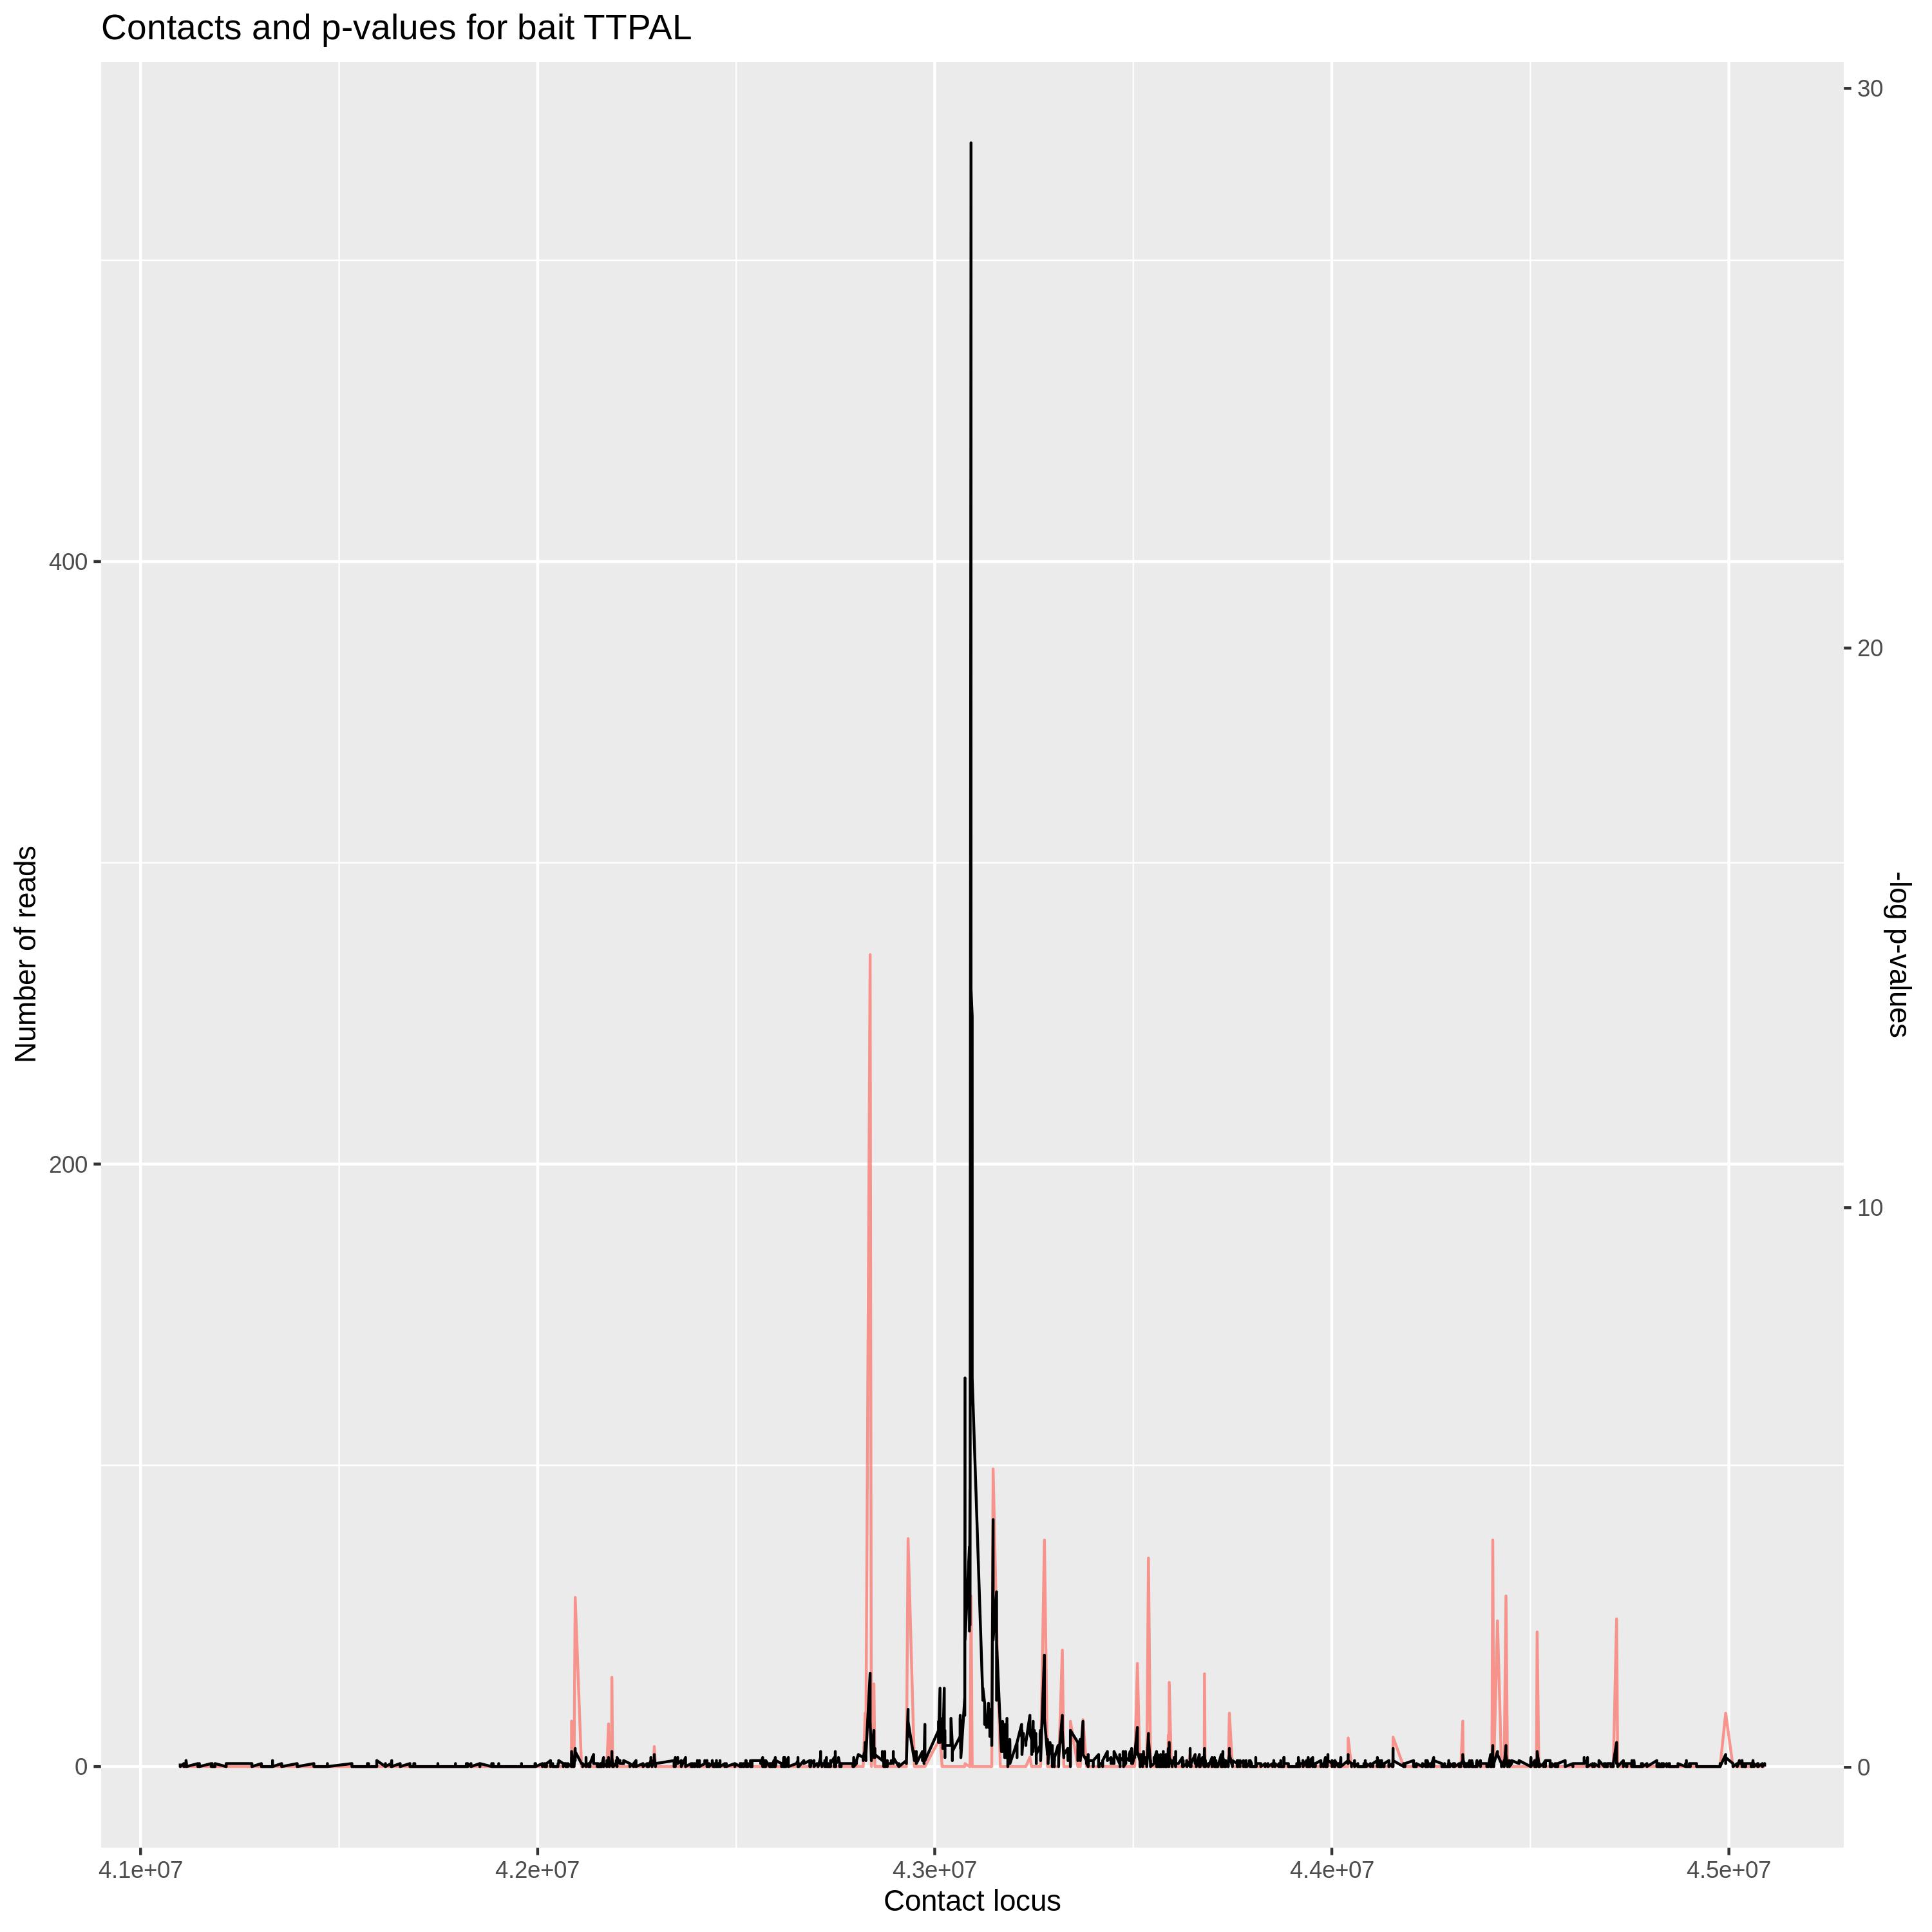 Contacts and p-values for bait TTPAL
30
400
20
Number of reads
-log p-values
200
10
0
0
4.1e+07
4.2e+07
4.3e+07
4.4e+07
4.5e+07
Contact locus